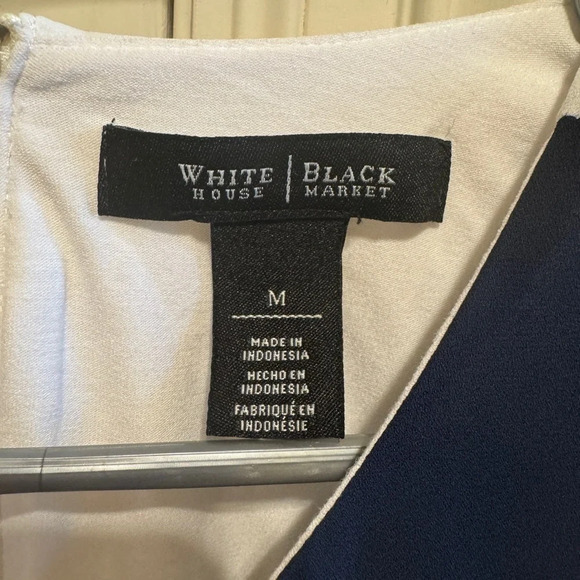 WHITE | BLACK
HOUSE | MARKET
M
MADE IN
INDONESIA
HECHO EN
INDONESIA
FABRIQUÉ EN
INDONÉSIE